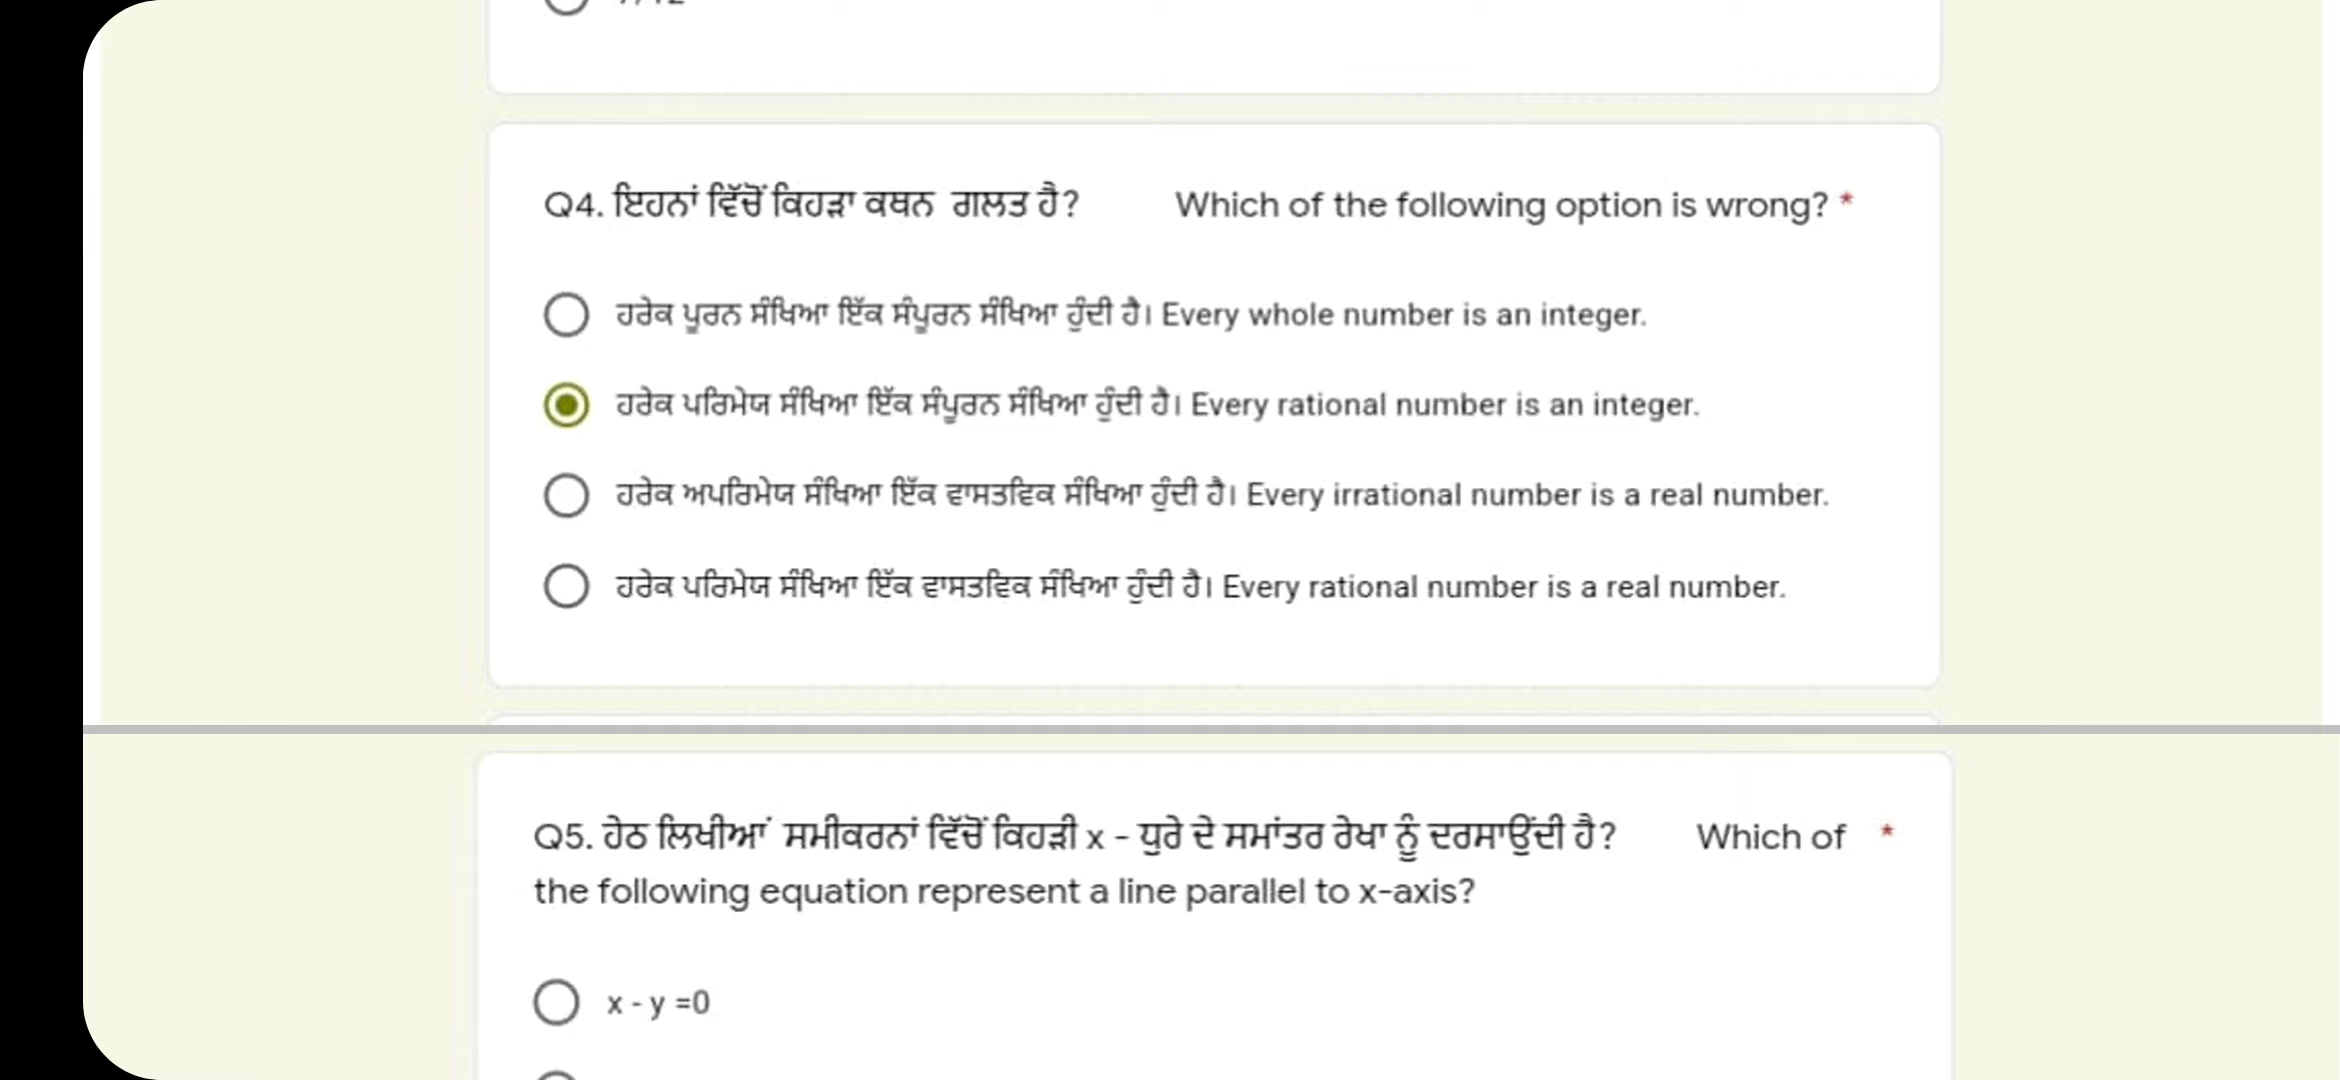 Q4. ਇਹਨਾਂ ਵਿੱਚੋਂ ਕਿਹੜਾ ਕਥਨ ਗਲਤ ਹੈ? Which of the following option is wrong? *
ਹਰੇਕ ਪੂਰਨ ਸੰਖਿਆ ਇੱਕ ਸੰਪੂਰਨ ਸੰਖਿਆ ਹੁੰਦੀ ਹੈ। Every whole number is an integer.
ਹਰੇਕ ਪਰਿਮੇਯ ਸੰਖਿਆ ਇੱਕ ਸੰਪੂਰਨ ਸੰਖਿਆ ਹੁੰਦੀ ਹੈ। Every rational number is an integer.
ਹਰੇਕ ਅਪਰਿਮੇਯ ਸੰਖਿਆ ਇੱਕ ਵਾਸਤਵਿਕ ਸੰਖਿਆ ਹੁੰਦੀ ਹੈ। Every irrational number is a real number.
ਹਰੇਕ ਪਰਿਮੇਯ ਸੰਖਿਆ ਇੱਕ ਵਾਸਤਵਿਕ ਸੰਖਿਆ ਹੁੰਦੀ ਹੈ। Every rational number is a real number.
Q5. ਹੇਠ ਲਿਖੀਆਂ ਸਮੀਕਰਨਾਂ ਵਿੱਚੋਂ ਕਿਹੜੀ x - ਧੁਰੇ ਦੇ ਸਮਾਂਤਰ ਰੇਖਾ ਨੂੰ ਦਰਸਾਉਂਦੀ ਹੈ? Which of *
the following equation represent a line parallel to x-axis?
x - y =0